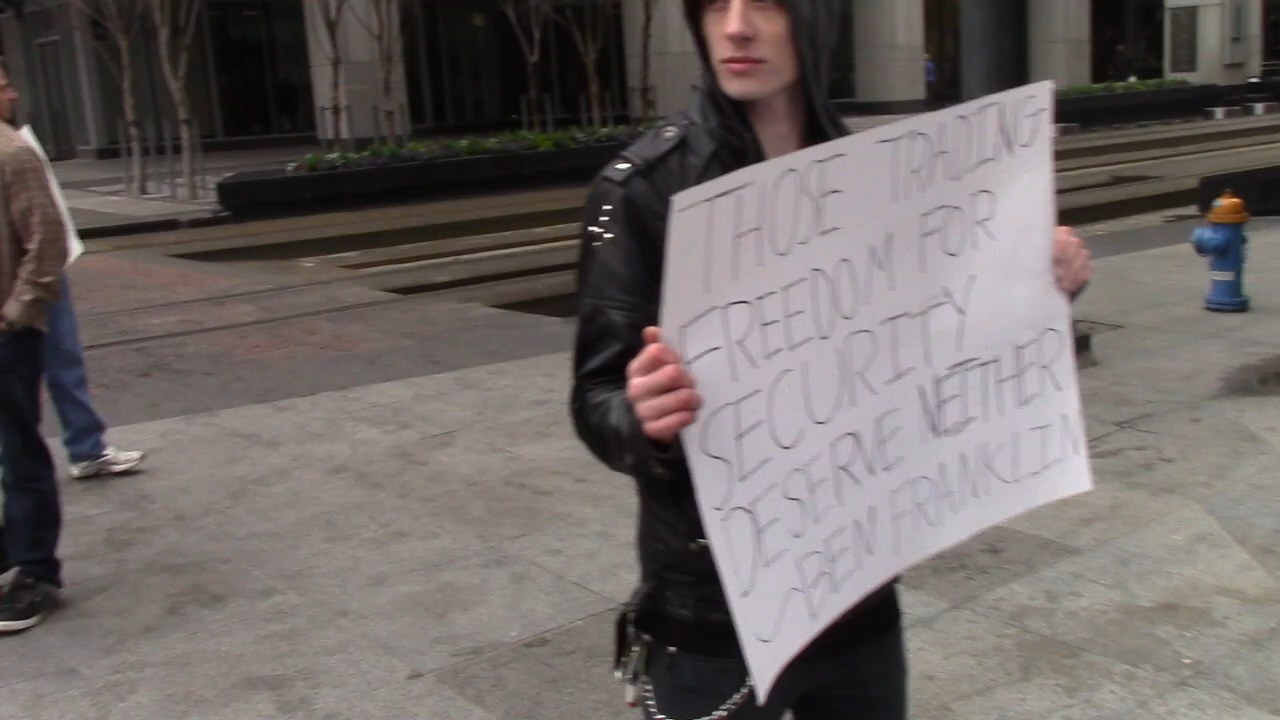 THOSE TRADING
FREEDOM FOR
SECURITY
DESERVE NEITHER
~BEN FRANKLIN